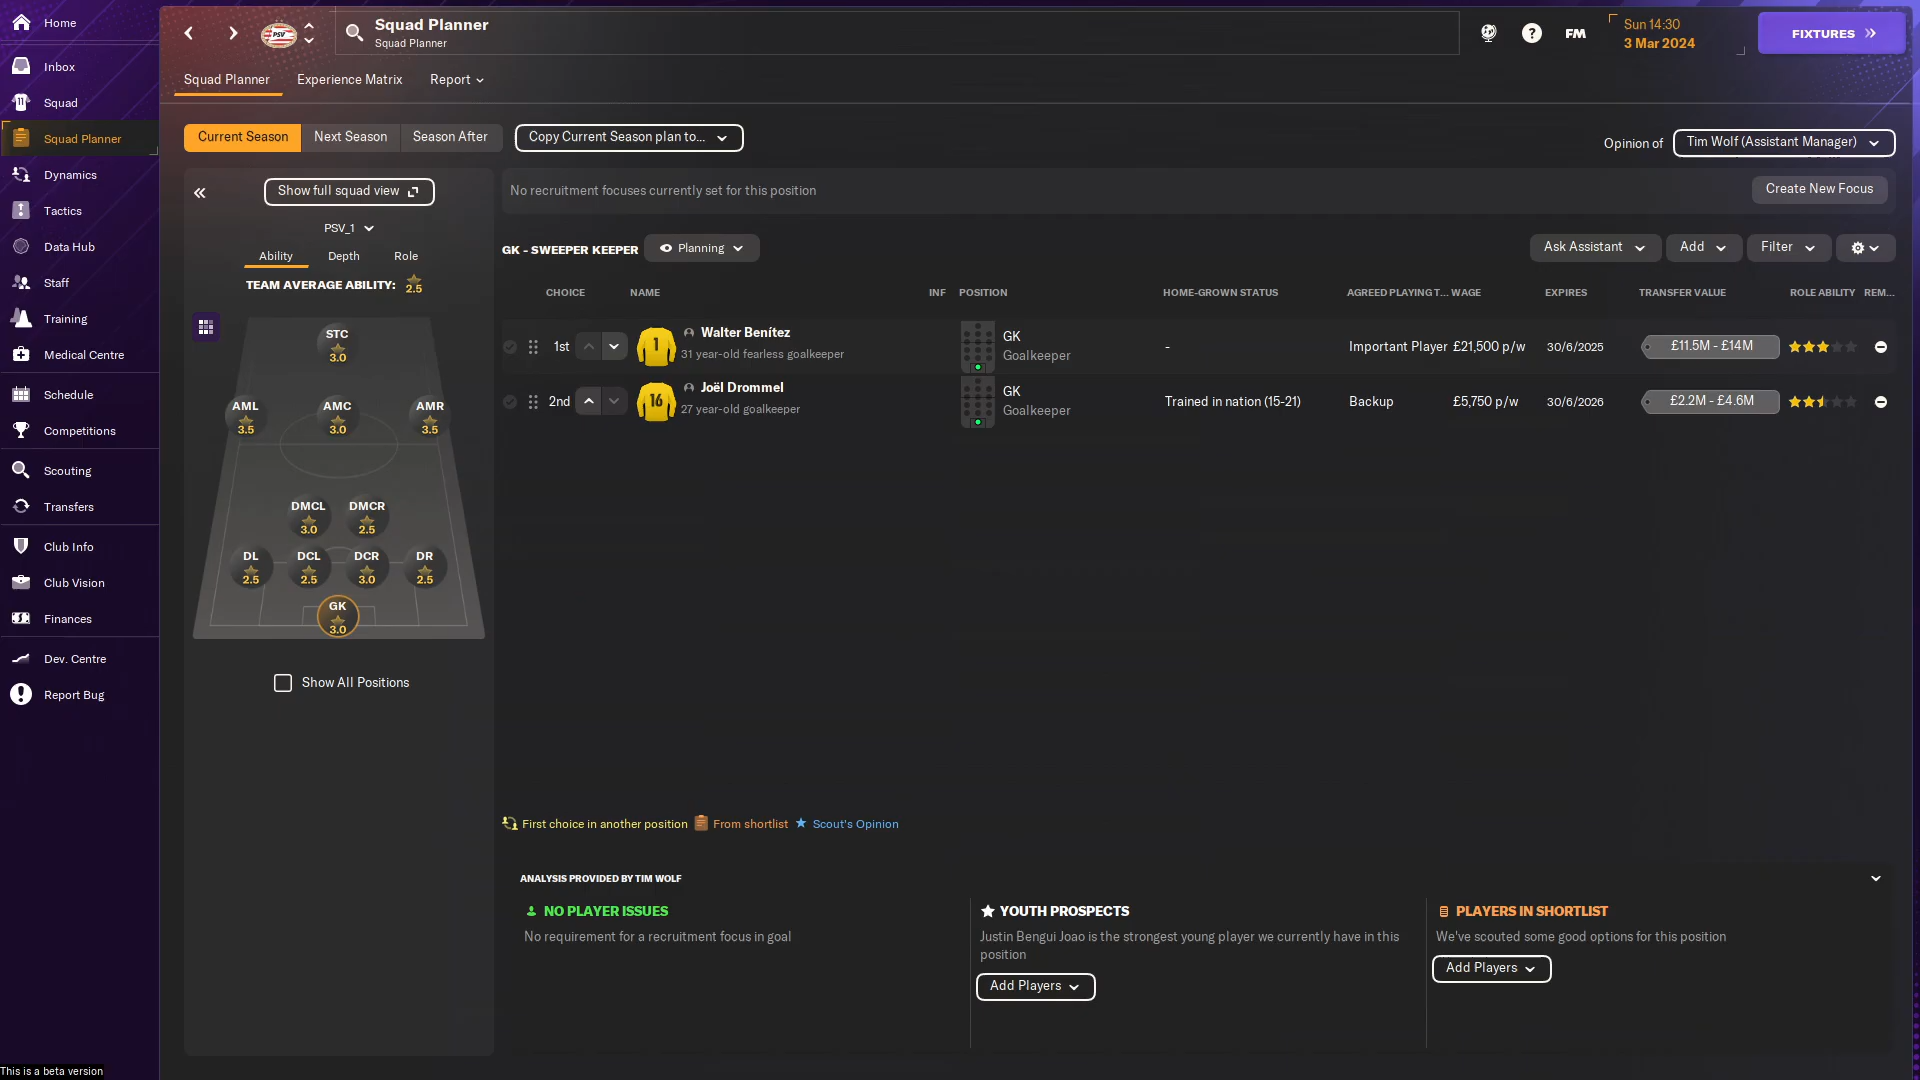 Home
Inbox
Squad
Squad Planner
Dynamics
Tactics
Data Hub
Staff
Training
Medical Centre
Schedule
Competitions
Scouting
Transfers
Club Info
Club Vision
Finances
Dev. Centre
Report Bug
This is a beta version
PSV
Squad Planner
Squad Planner
FM
Sun 14:30
3 Mar 2024
FIXTURES
Squad Planner Experience Matrix Report
Current Season Next Season Season After Copy Current Season plan to...
Opinion of Tim Wolf (Assistant Manager)
Show full squad view
PSV_1
Ability Depth Role
TEAM AVERAGE ABILITY: 2.5
STC
3.0
AML AMC AMR
3.5 3.0 3.5
DMCL DMCR
3.0 2.5
DL DCL DCR DR
2.5 2.5 3.0 2.5
GK
3.0
Show All Positions
No recruitment focuses currently set for this position
Create New Focus
GK - SWEEPER KEEPER Planning Ask Assistant Add Filter
CHOICE NAME INF POSITION HOME-GROWN STATUS AGREED PLAYING T... WAGE EXPIRES TRANSFER VALUE ROLE ABILITY REM...
1st 1 Walter Benítez
31 year-old fearless goalkeeper
GK
Goalkeeper
- Important Player £21,500 p/w 30/6/2025 £11.5M - £14M
2nd 16 Joël Drommel
27 year-old goalkeeper
GK
Goalkeeper
Trained in nation (15-21) Backup £5,750 p/w 30/6/2026 £2.2M - £4.6M
First choice in another position From shortlist Scout's Opinion
ANALYSIS PROVIDED BY TIM WOLF
NO PLAYER ISSUES
No requirement for a recruitment focus in goal
YOUTH PROSPECTS
Justin Bengui Joao is the strongest young player we currently have in this
position
Add Players
PLAYERS IN SHORTLIST
We've scouted some good options for this position
Add Players